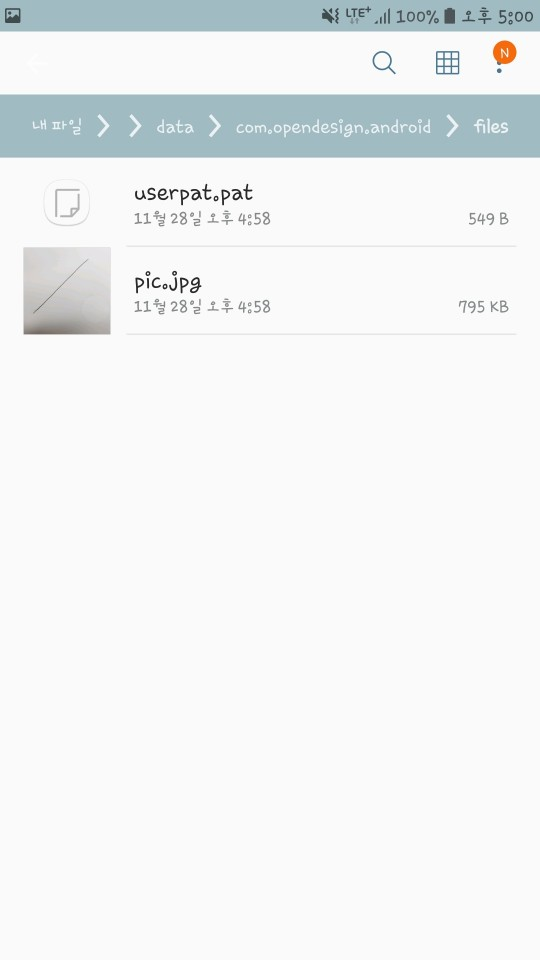 LTE+ 100% 오후 5:00
N
내 파일 > > data > com.opendesign.android > files
userpat.pat
11월 28일 오후 4:58 549 B
pic.jpg
11월 28일 오후 4:58 795 KB